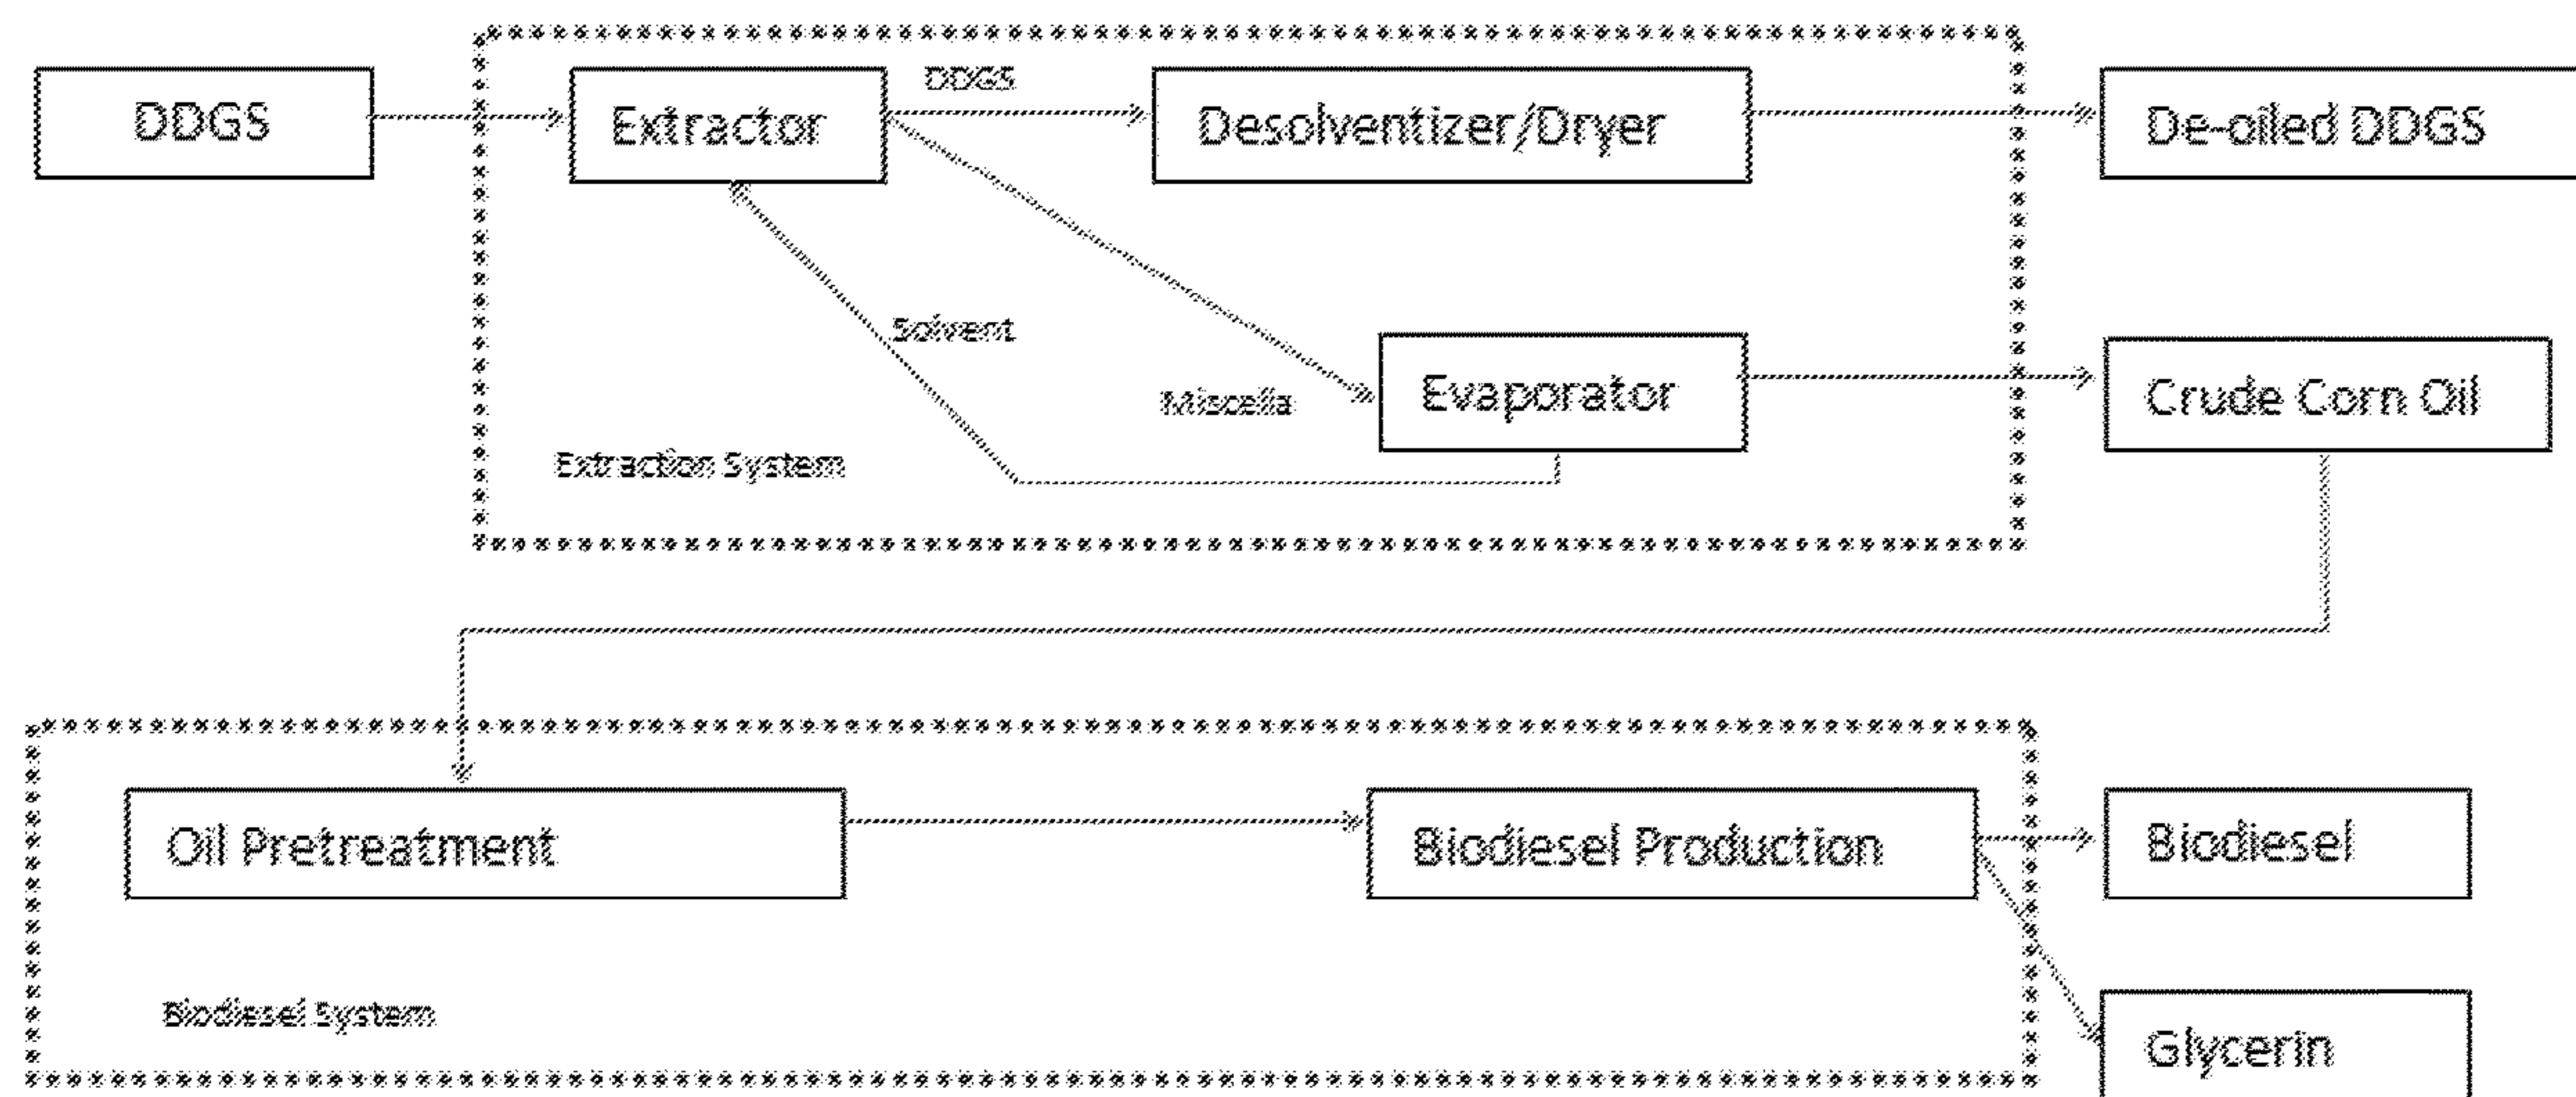 DDGS
Extractor
DDGS
Desolventizer/Dryer
De-oiled DDGS
Solvent
Miscella
Evaporator
Crude Corn Oil
Extraction System
Oil Pretreatment
Biodiesel Production
Biodiesel
Biodiesel System
Glycerin